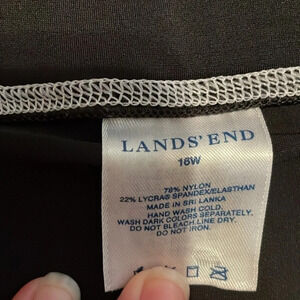 LANDS' END
16W
78% NYLON
22% LYCRA® SPANDEX/ELASTHAN
MADE IN SRI LANKA
HAND WASH COLD.
WASH DARK COLORS SEPARATELY.
DO NOT BLEACH.LINE DRY.
DO NOT IRON.